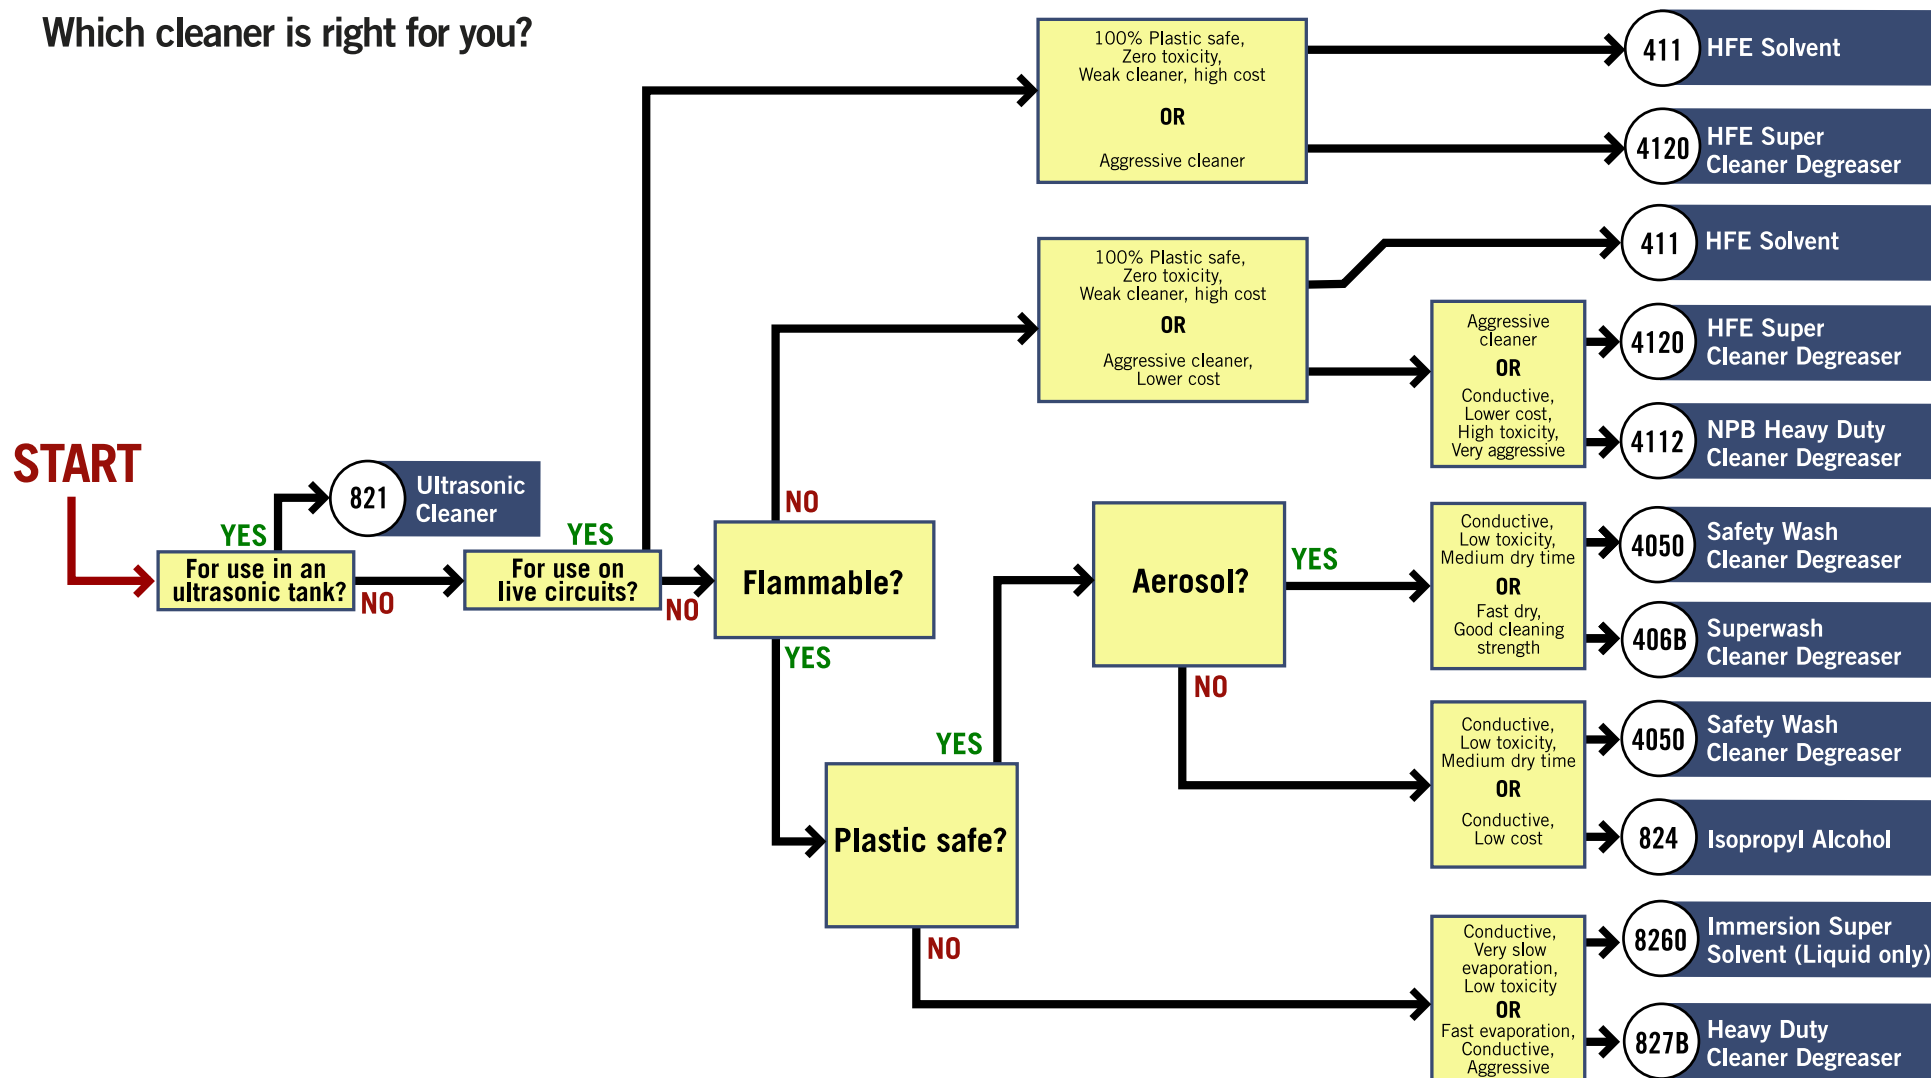 Which cleaner is right for you?
START
YES
For use in an
ultrasonic tank?
NO
821
Ultrasonic
Cleaner
YES
For use on
live circuits?
NO
NO
Flammable?
YES
YES
Plastic safe?
NO
Aerosol?
YES
NO
100% Plastic safe,
Zero toxicity,
Weak cleaner, high cost
OR
Aggressive cleaner
411
HFE Solvent
4120
HFE Super
Cleaner Degreaser
100% Plastic safe,
Zero toxicity,
Weak cleaner, high cost
OR
Aggressive cleaner,
Lower cost
411
HFE Solvent
Aggressive
cleaner
OR
Conductive,
Lower cost,
High toxicity,
Very aggressive
4120
HFE Super
Cleaner Degreaser
4112
NPB Heavy Duty
Cleaner Degreaser
Conductive,
Low toxicity,
Medium dry time
OR
Fast dry,
Good cleaning
strength
4050
Safety Wash
Cleaner Degreaser
406B
Superwash
Cleaner Degreaser
Conductive,
Low toxicity,
Medium dry time
OR
Conductive,
Low cost
4050
Safety Wash
Cleaner Degreaser
824
Isopropyl Alcohol
Conductive,
Very slow
evaporation,
Low toxicity
OR
Fast evaporation,
Conductive,
Aggressive
8260
Immersion Super
Solvent (Liquid only)
827B
Heavy Duty
Cleaner Degreaser